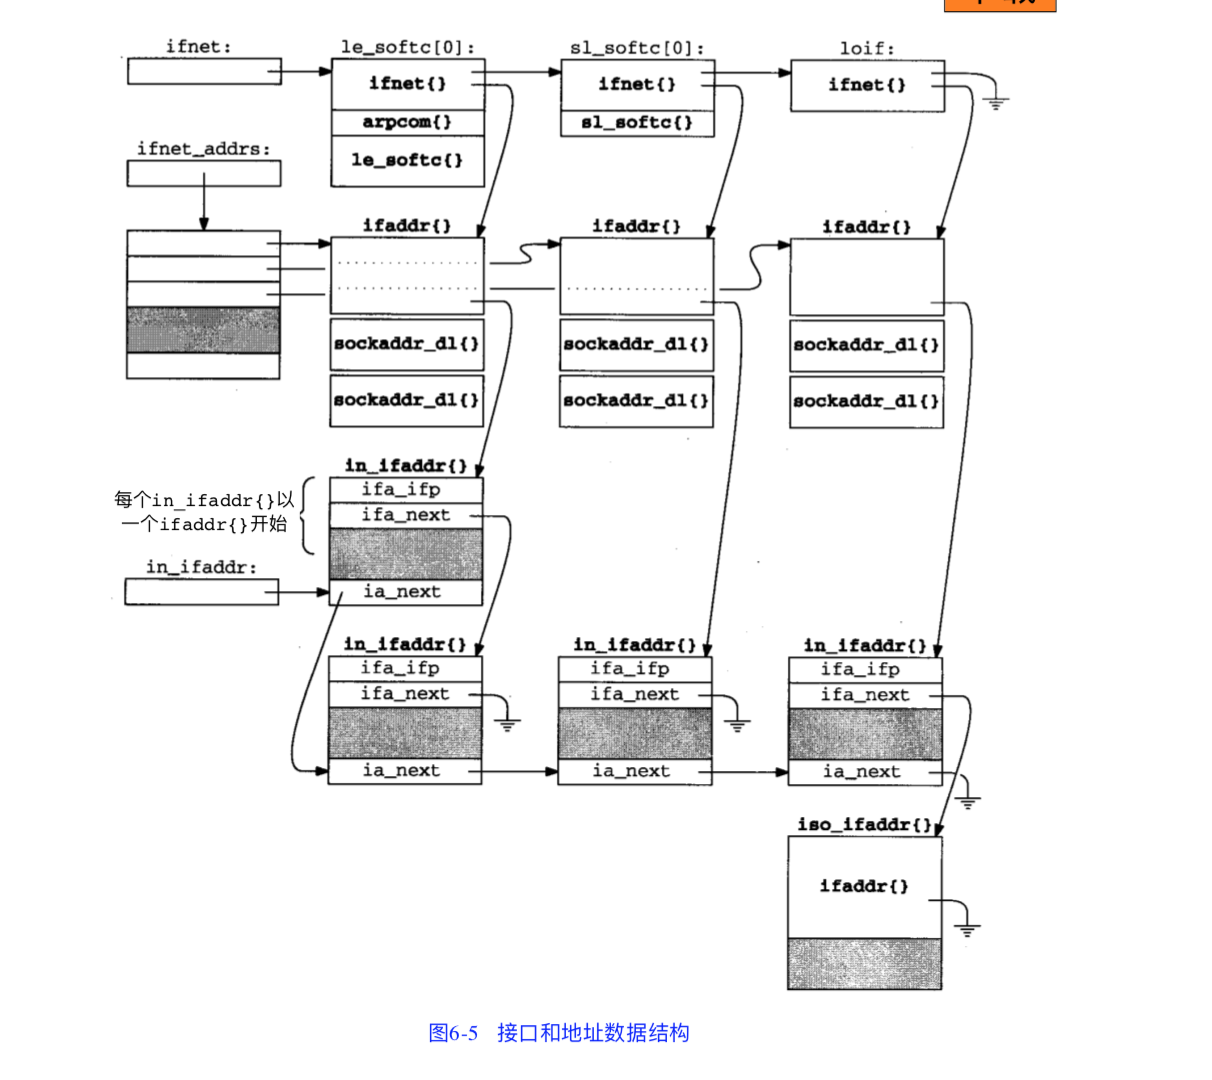 ifnet:
le_softc[0]:
sl_softc[0]:
loif:
ifnet{}
ifnet{}
ifnet{}
arpcom{}
sl_softc{}
le_softc{}
ifnet_addrs:
ifaddr{}
ifaddr{}
ifaddr{}
sockaddr_dl{}
sockaddr_dl{}
sockaddr_dl{}
sockaddr_dl{}
sockaddr_dl{}
sockaddr_dl{}
in_ifaddr{}
ifa_ifp
ifa_next
ia_next
每个in_ifaddr{}以
一个ifaddr{}开始
in_ifaddr:
in_ifaddr{}
in_ifaddr{}
in_ifaddr{}
ifa_ifp
ifa_ifp
ifa_ifp
ifa_next
ifa_next
ifa_next
ia_next
ia_next
ia_next
iso_ifaddr{}
ifaddr{}
图6-5 接口和地址数据结构